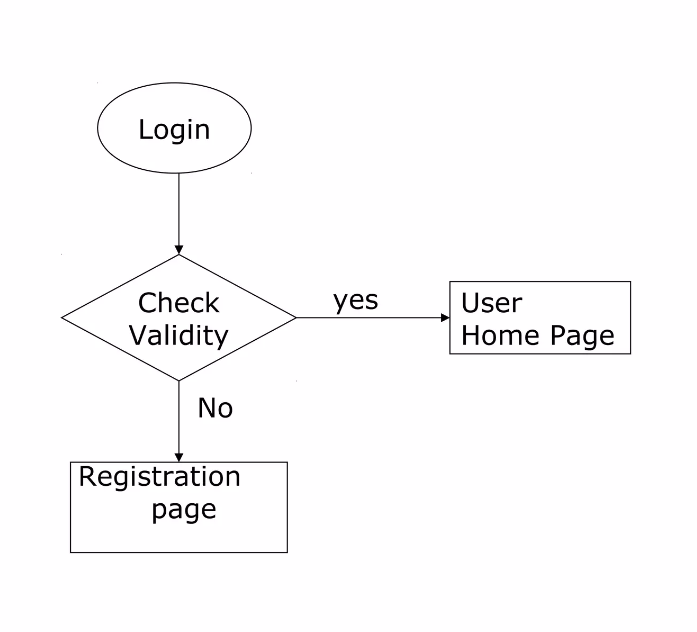 Login
Check
Validity
yes
User
Home Page
No
Registration
page